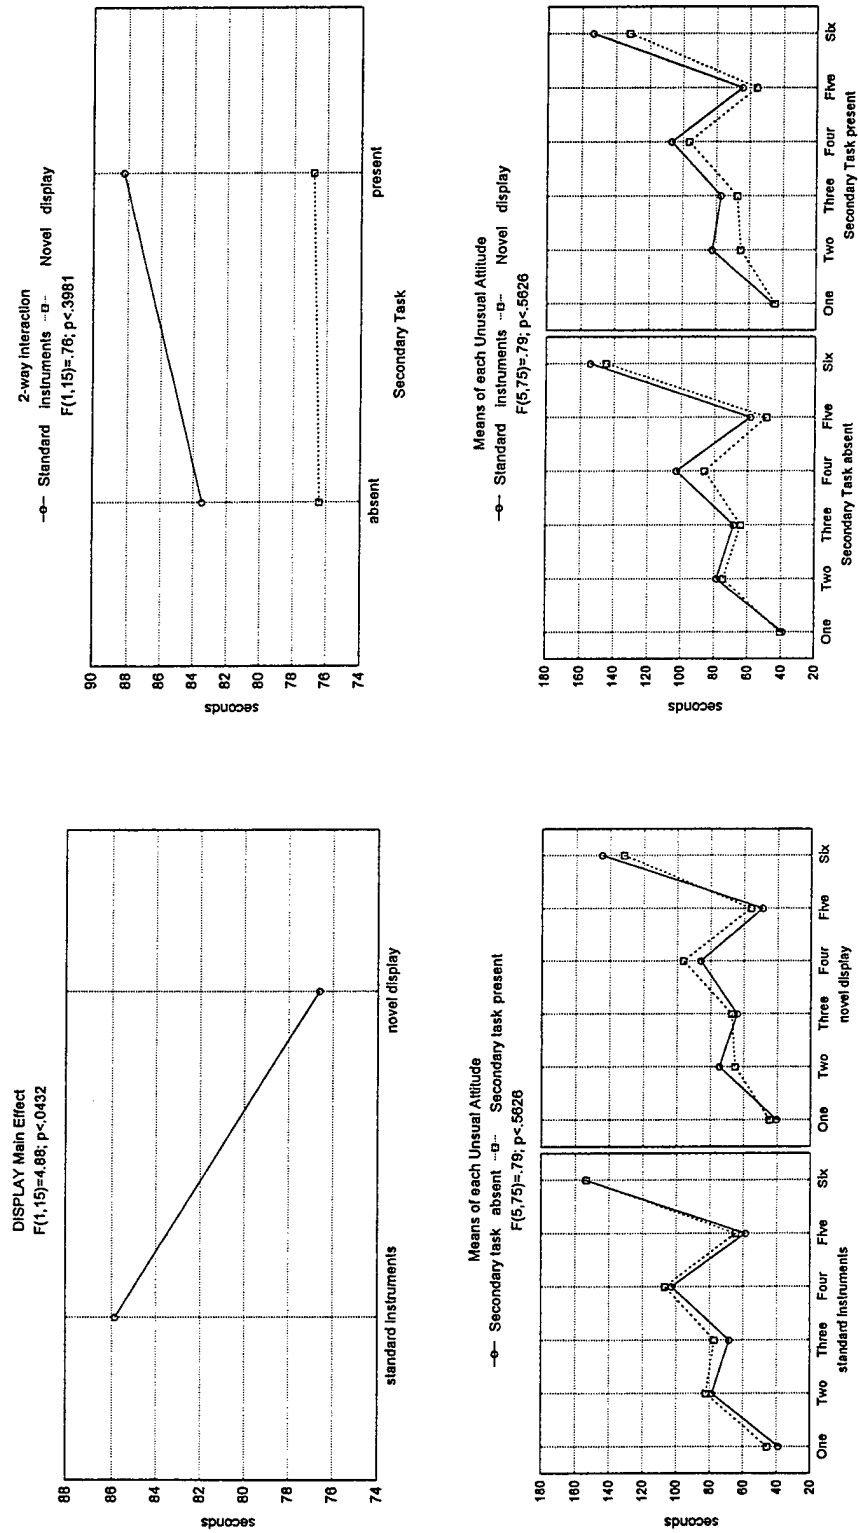 DISPLAY Main Effect
F(1,15)=4.88; p<.0432
88
86
84
82
80
78
76
74
seconds
standard instruments
novel display
2-way interaction
Standard instruments Novel display
F(1,15)=.76; p<.3981
90
88
86
84
82
80
78
76
74
seconds
absent
present
Secondary Task
Means of each Unusual Attitude
Secondary task absent Secondary task present
F(5,75)=.79; p<.5626
180
160
140
120
100
80
60
40
20
seconds
One Two Three Four Five Six
standard instruments
One Two Three Four Five Six
novel display
Means of each Unusual Attitude
Standard instruments Novel display
F(5,75)=.79; p<.5626
180
160
140
120
100
80
60
40
20
seconds
One Two Three Four Five Six
Secondary Task absent
One Two Three Four Five Six
Secondary Task present